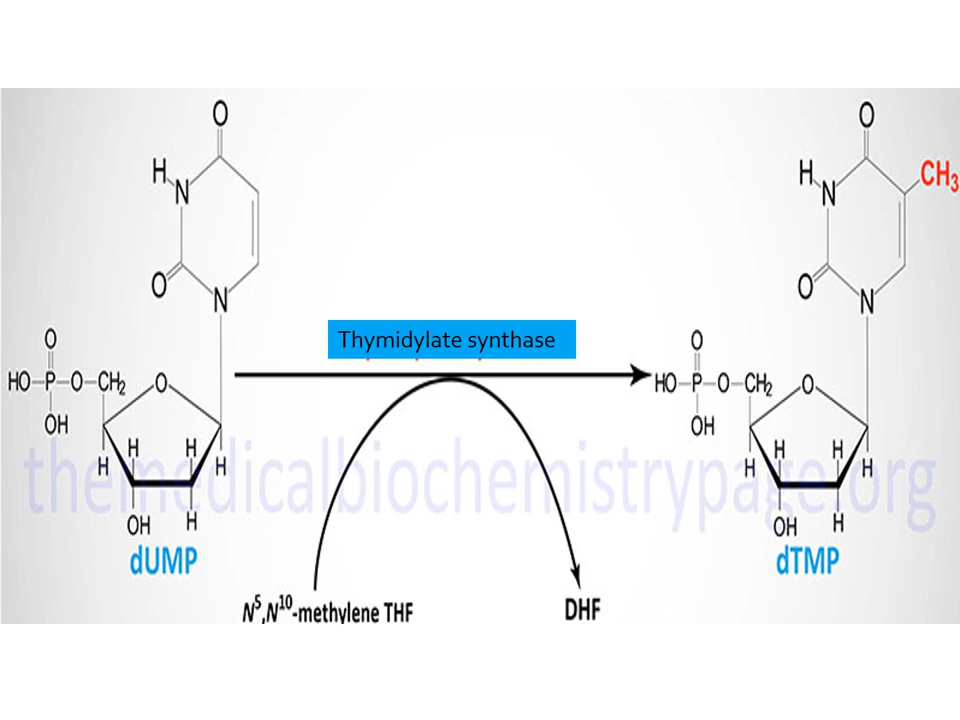 O
H
N
O
N
O
HO-P-O-CH2
O
OH
H
H
H
H
OH
H
dUMP
Thymidylate synthase
N5,N10-methylene THF
DHF
O
H
N
CH3
O
N
O
HO-P-O-CH2
O
OH
H
H
H
H
OH
H
dTMP
themedicalbiochemistrypage.org